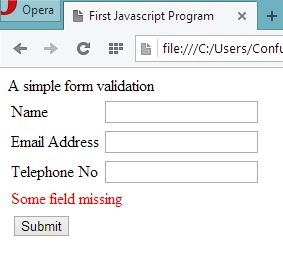 Opera
First Javascript Program
file:///C:/Users/Confu
A simple form validation
Name
Email Address
Telephone No
Some field missing
Submit